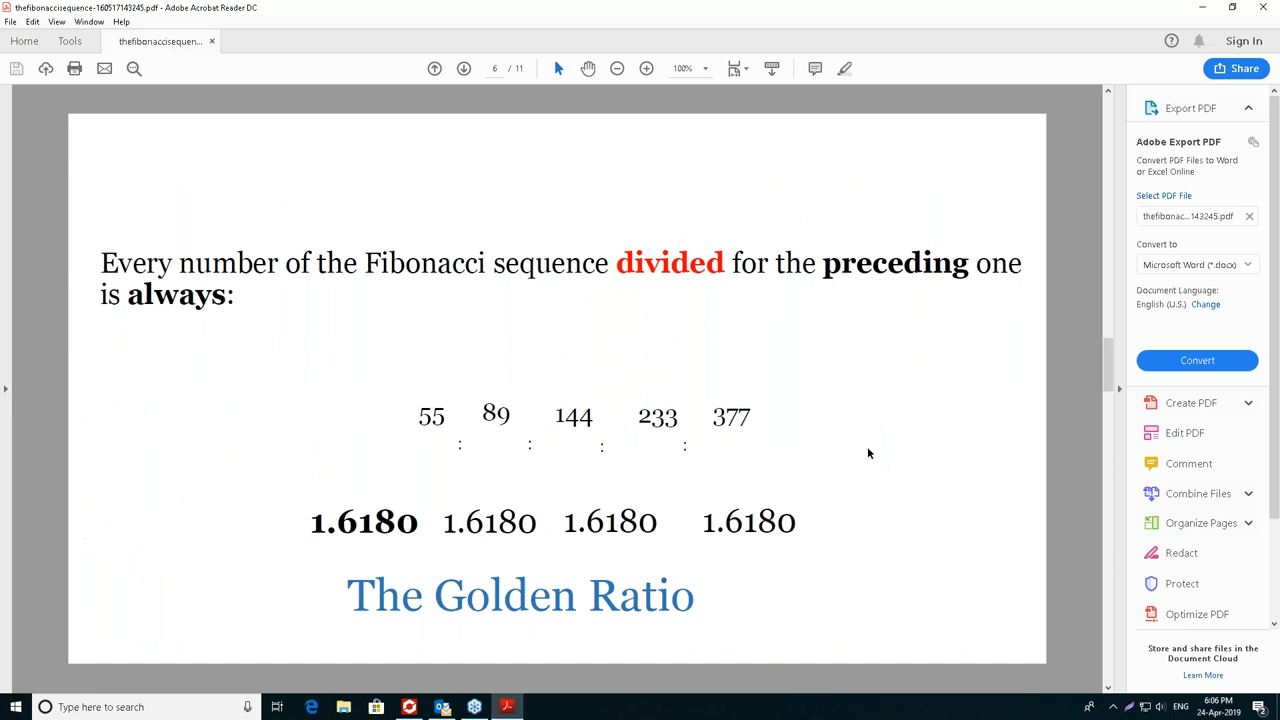 thefibonaccisequence-160517143245.pdf - Adobe Acrobat Reader DC
File Edit View Window Help
Home Tools thefibonaccisequen... × Sign In
6 / 11 100% Share
Every number of the Fibonacci sequence divided for the preceding one
is always:
55 89 144 233 377
: : : :
1.6180 1.6180 1.6180 1.6180
The Golden Ratio
Export PDF
Adobe Export PDF
Convert PDF Files to Word
or Excel Online
Select PDF File
thefibonac...143245.pdf
Convert to
Microsoft Word (*.docx)
Document Language:
English (U.S.) Change
Convert
Create PDF
Edit PDF
Comment
Combine Files
Organize Pages
Redact
Protect
Optimize PDF
Store and share files in the
Document Cloud
Learn More
Type here to search
ENG
6:06 PM
24-Apr-2019
2